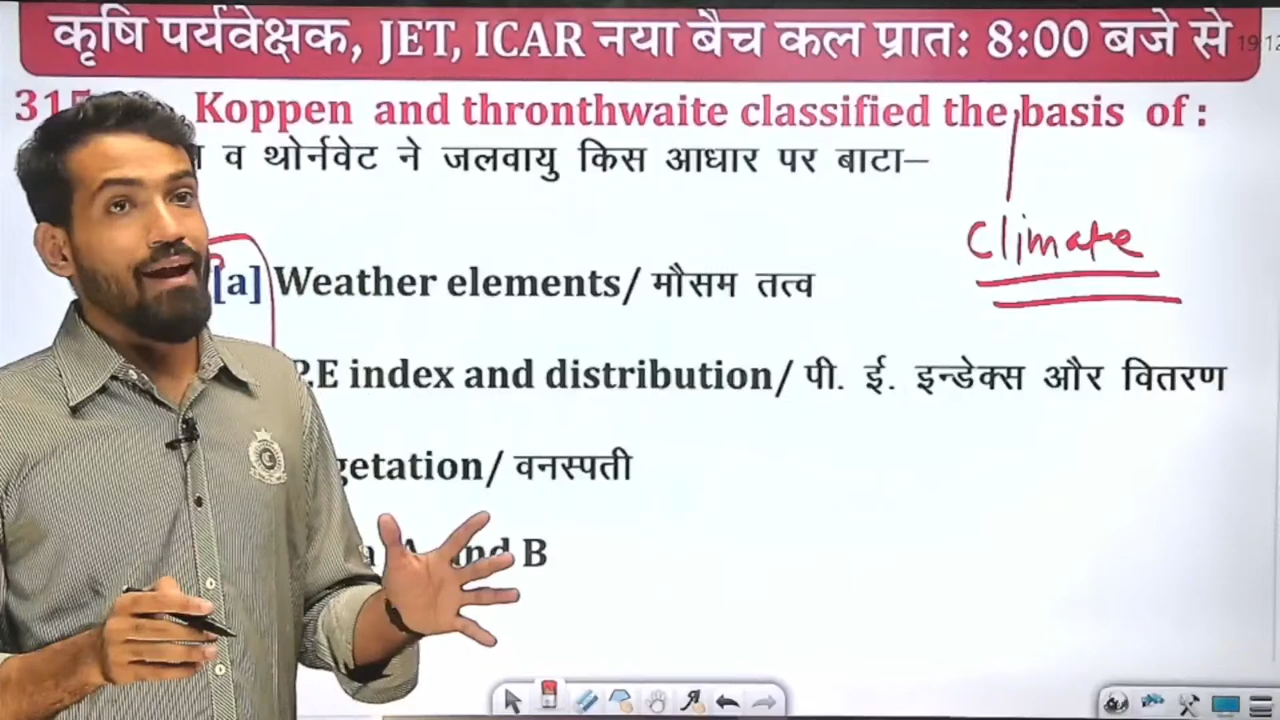 कृषि पर्यवेक्षक, JET, ICAR नया बैच कल प्रातः 8:00 बजे से
Koppen and thronthwaite classified the basis of :
व थोर्नवेट ने जलवायु किस आधार पर बाटा–
Climate
[a] Weather elements/ मौसम तत्व
P.E index and distribution/ पी. ई. इन्डेक्स और वितरण
getation/ वनस्पती
and B